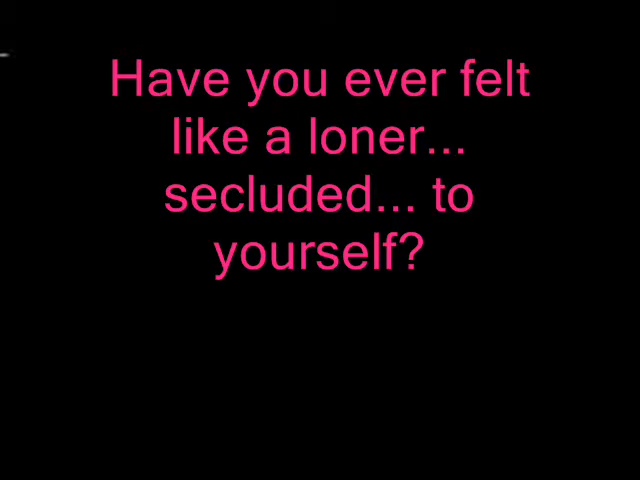 Have you ever felt
like a loner...
secluded... to
yourself?